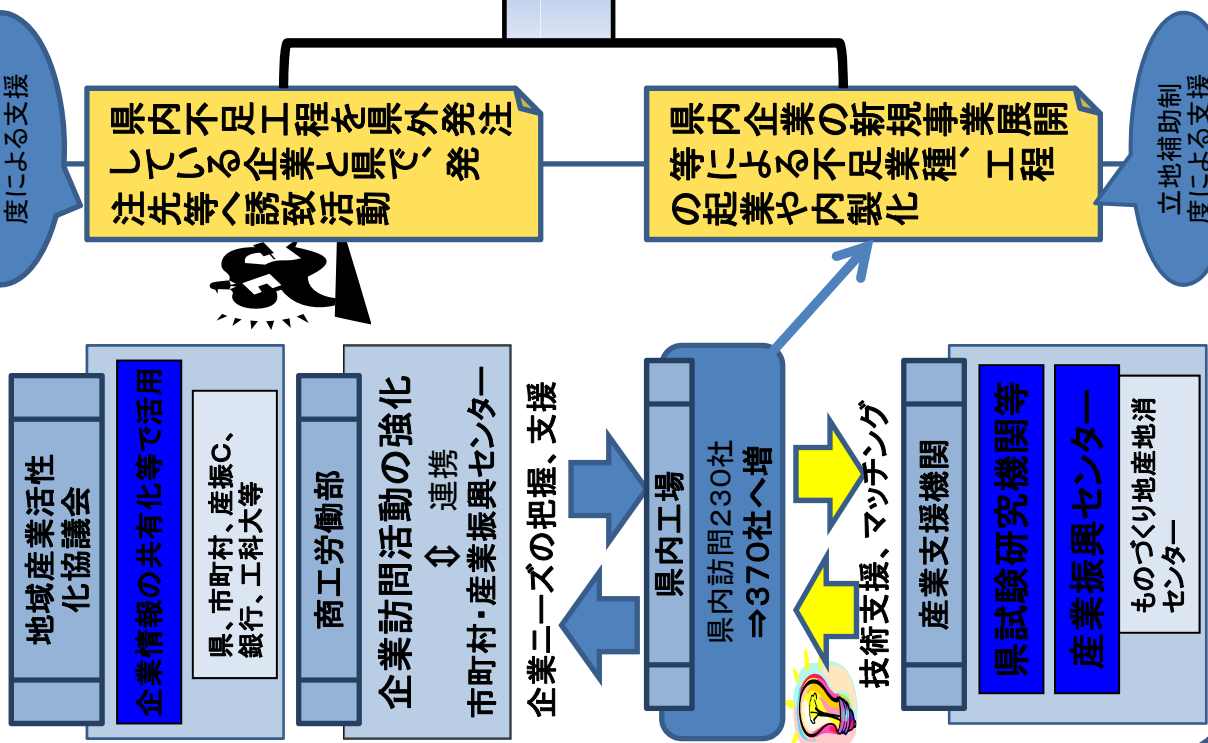 度による支援
県内不足工程を県外発注
している企業と県で、発
注先等へ誘致活動
県内企業の新規事業展開
等による不足業種、工程
の起業や内製化
立地補助制
度による支援
地域産業活性
化協議会
企業情報の共有化等で活用
県、市町村、産振C、
銀行、工科大等
商工労働部
企業訪問活動の強化
⇕ 連携
市町村・産業振興センター
企業ニーズの把握、支援
県内工場
県内訪問230社
⇒370社へ増
技術支援、マッチング
産業支援機関
県試験研究機関等
産業振興センター
ものづくり地産地消
センター